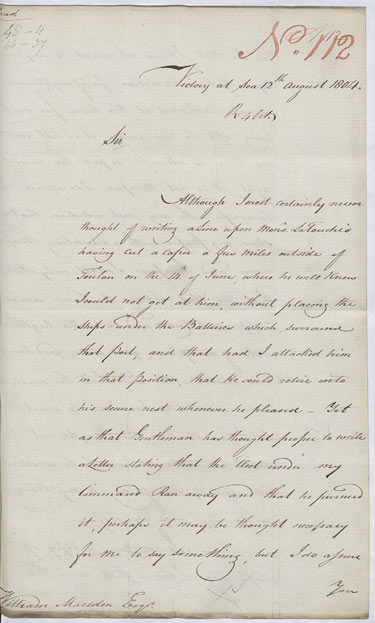 48 – 4
44 – 37
No. 112
Victory at Sea 12th August 1804.
R 4 Oct.
Sir
Although I most certainly never
thought of writing a Line upon Monsr. LaTouche's
having cut a Caper a few Miles outside of
Toulon on the 14th of June, where he well knew
I could not get at him, without placing the
Ships under the Batteries which surround
that Port, and that had I attacked him
in that Position, that He could retire into
his secure nest whenever he pleased – Yet
as that Gentleman has thought proper to write
a Letter stating that the Fleet under my
Command Ran away and that he pursued
it, perhaps it may be thought necessary
for me to say something, but I do assure
You
William Marsden Esqr.